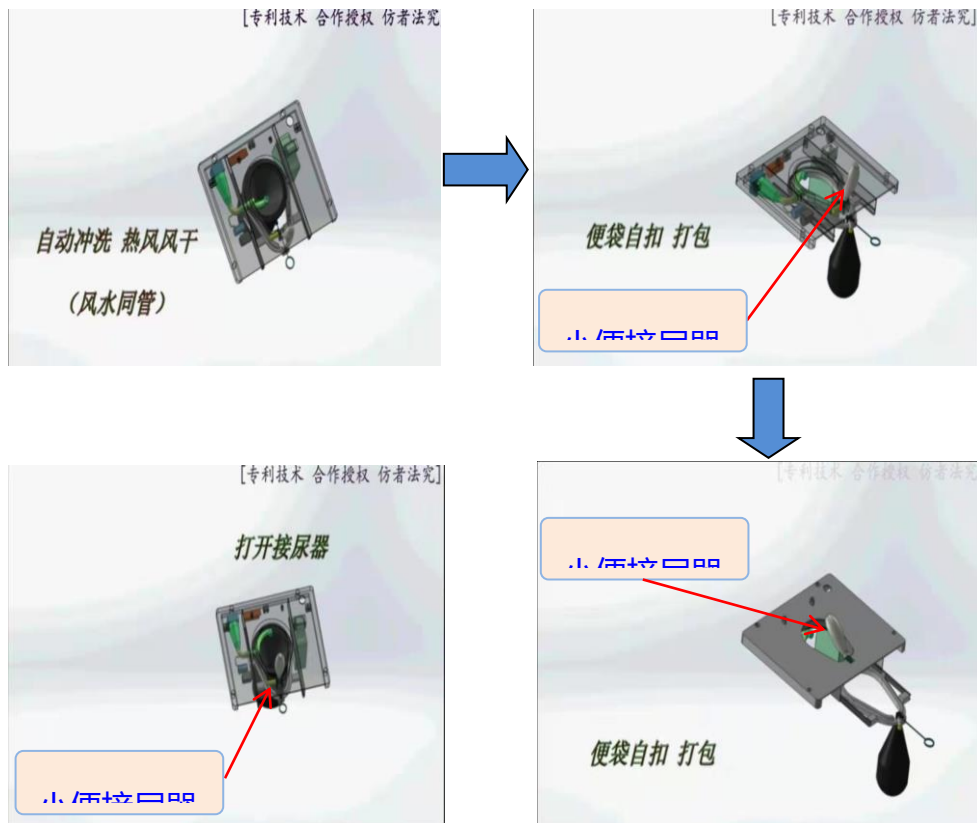 [专利技术 合作授权 仿者法究]
自动冲洗 热风风干
（风水同管）
[专利技术 合作授权 仿者法究]
便袋自扣 打包
[专利技术 合作授权 仿者法究]
打开接尿器
[专利技术 合作授权 仿者法究]
便袋自扣 打包